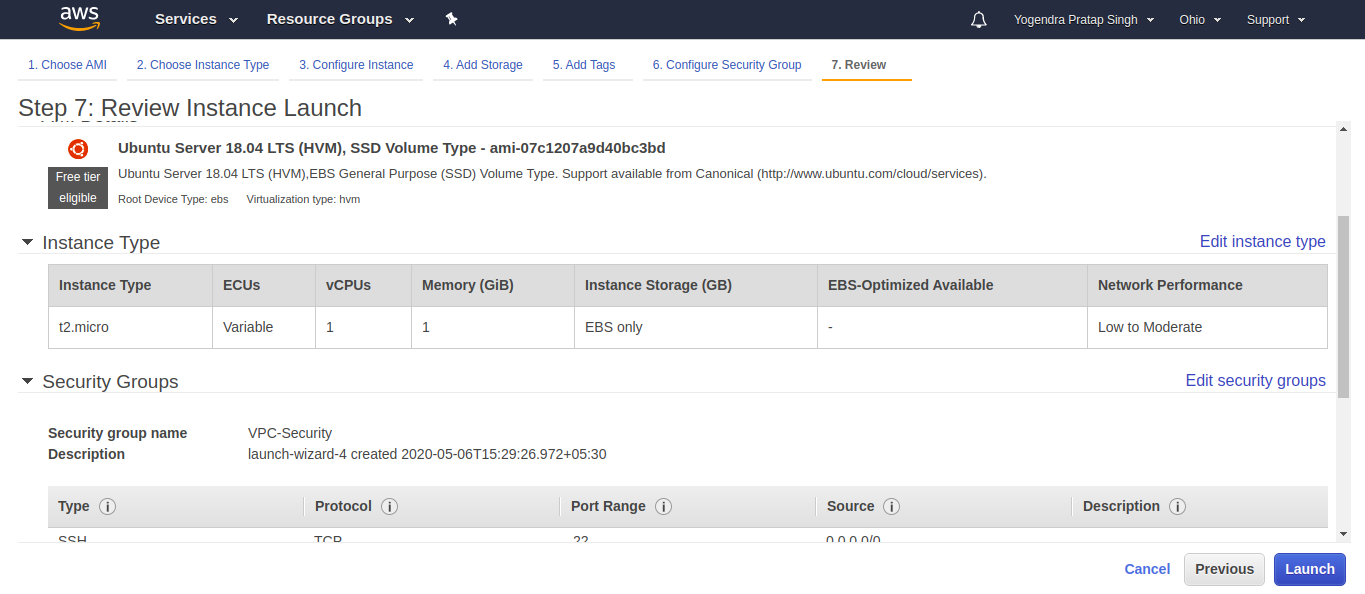 aws Services Resource Groups Yogendra Pratap Singh Ohio Support
1. Choose AMI 2. Choose Instance Type 3. Configure Instance 4. Add Storage 5. Add Tags 6. Configure Security Group 7. Review
Step 7: Review Instance Launch
Ubuntu Server 18.04 LTS (HVM), SSD Volume Type - ami-07c1207a9d40bc3bd
Free tier eligible
Ubuntu Server 18.04 LTS (HVM),EBS General Purpose (SSD) Volume Type. Support available from Canonical (http://www.ubuntu.com/cloud/services).
Root Device Type: ebs Virtualization type: hvm
Instance Type Edit instance type
Instance Type ECUs vCPUs Memory (GiB) Instance Storage (GB) EBS-Optimized Available Network Performance
t2.micro Variable 1 1 EBS only - Low to Moderate
Security Groups Edit security groups
Security group name VPC-Security
Description launch-wizard-4 created 2020-05-06T15:29:26.972+05:30
Type Protocol Port Range Source Description
SSH TCP 22 0.0.0.0/0
Cancel Previous Launch